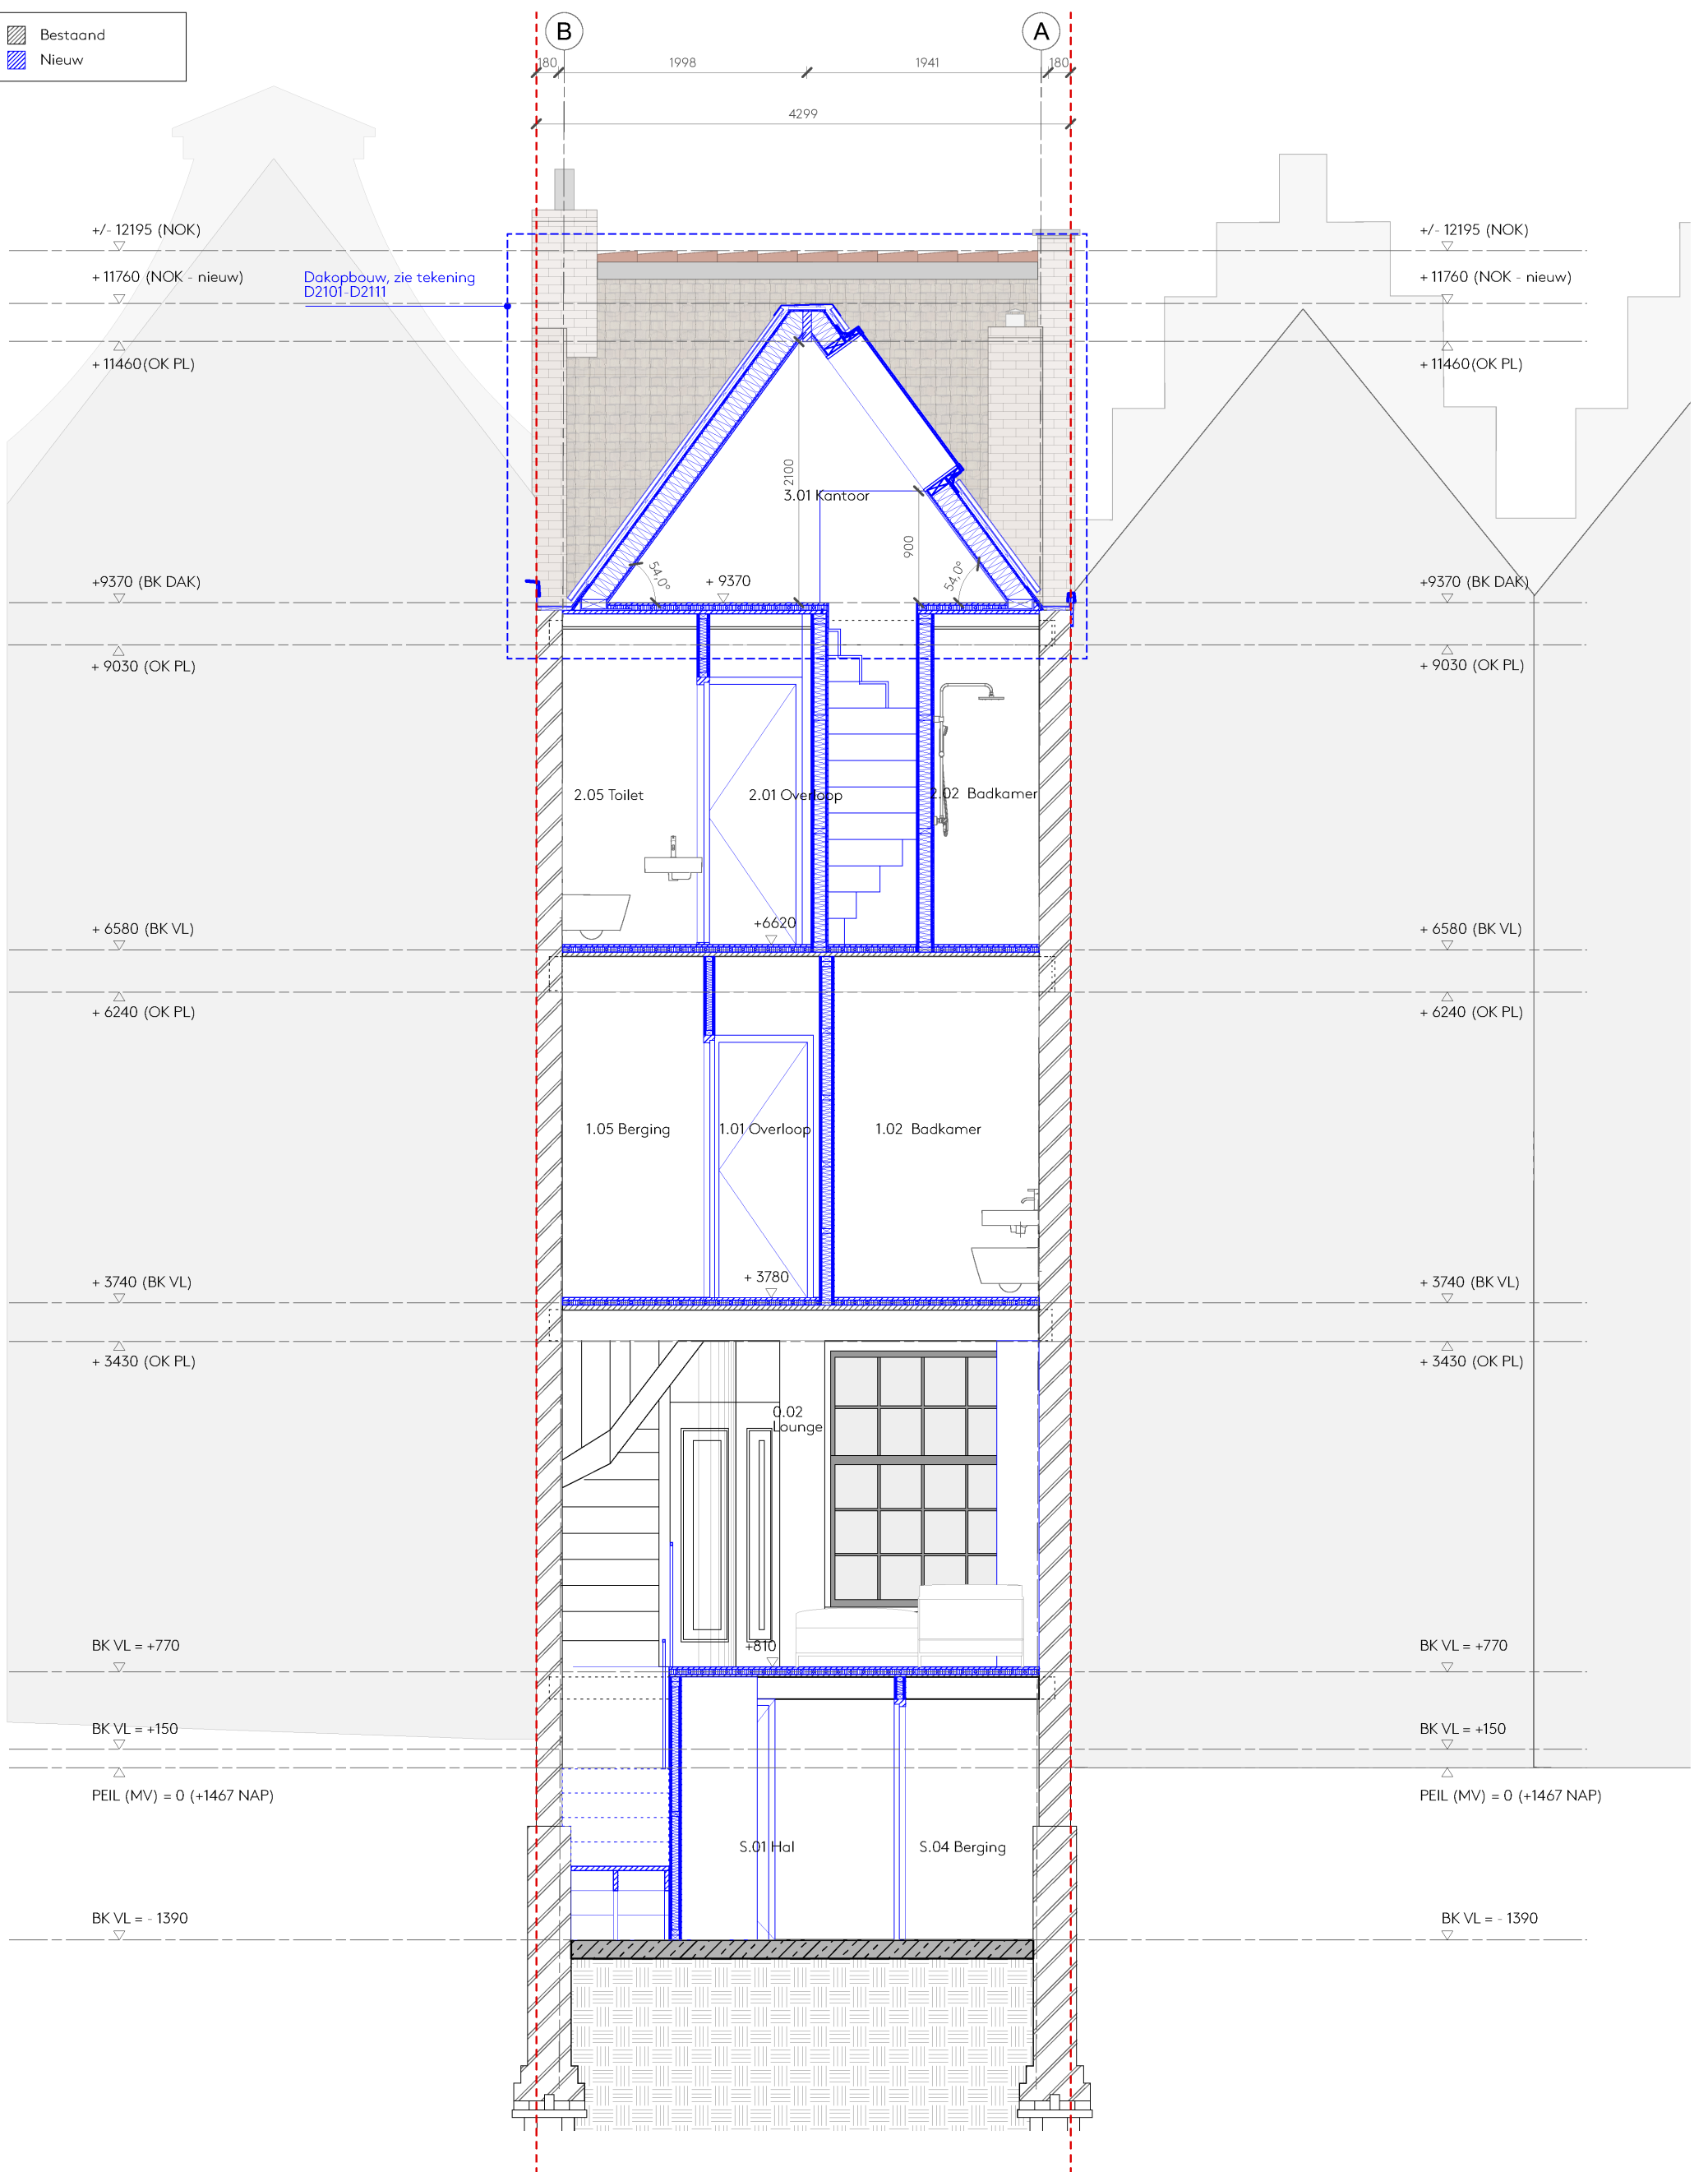 Bestaand
Nieuw
B
A
180
1998
1941
180
4299
+/- 12195 (NOK)
+/- 12195 (NOK)
+ 11760 (NOK - nieuw)
Dakopbouw, zie tekening
D2101-D2111
+ 11760 (NOK - nieuw)
+ 11460(OK PL)
+ 11460(OK PL)
2100
3.01 Kantoor
900
54,0°
54,0°
+9370 (BK DAK)
+ 9370
+9370 (BK DAK)
+ 9030 (OK PL)
+ 9030 (OK PL)
2.05 Toilet
2.01 Overloop
2.02 Badkamer
+ 6580 (BK VL)
+6620
+ 6580 (BK VL)
+ 6240 (OK PL)
+ 6240 (OK PL)
1.05 Berging
1.01 Overloop
1.02 Badkamer
+ 3740 (BK VL)
+ 3780
+ 3740 (BK VL)
+ 3430 (OK PL)
+ 3430 (OK PL)
0.02
Lounge
BK VL = +770
+810
BK VL = +770
BK VL = +150
BK VL = +150
PEIL (MV) = 0 (+1467 NAP)
PEIL (MV) = 0 (+1467 NAP)
S.01 Hal
S.04 Berging
BK VL = - 1390
BK VL = - 1390